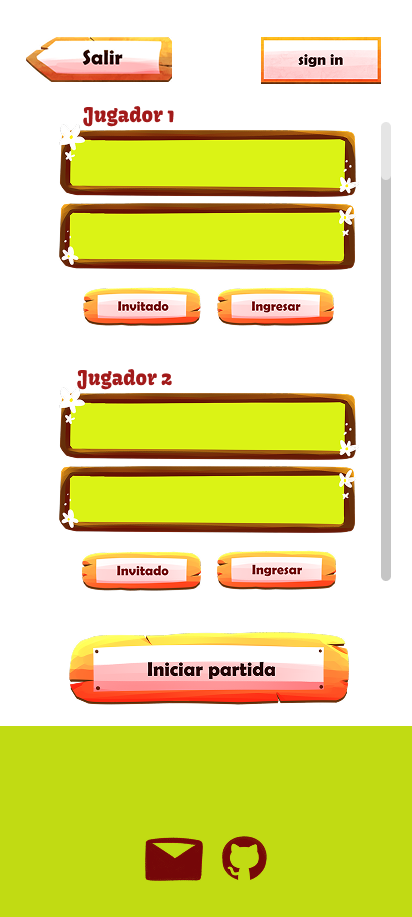 Salir
sign in
Jugador 1
Invitado
Ingresar
Jugador 2
Invitado
Ingresar
Iniciar partida